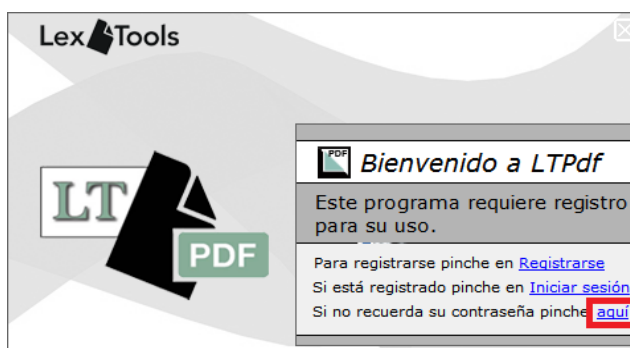 Lex Tools
LT
PDF
PDF
Bienvenido a LTPdf
Este programa requiere registro
para su uso.
Para registrarse pinche en Registrarse
Si está registrado pinche en Iniciar sesión
Si no recuerda su contraseña pinche aquí